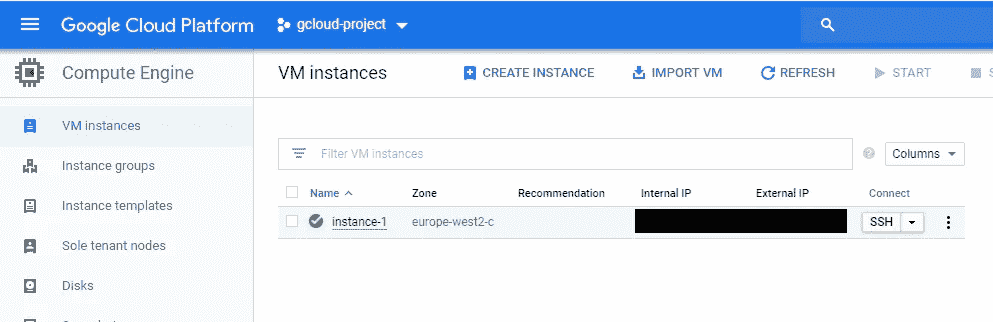 Google Cloud Platform gcloud-project
Compute Engine VM instances CREATE INSTANCE IMPORT VM REFRESH START
VM instances
Instance groups
Instance templates
Sole tenant nodes
Disks
Filter VM instances Columns
Name Zone Recommendation Internal IP External IP Connect
instance-1 europe-west2-c SSH